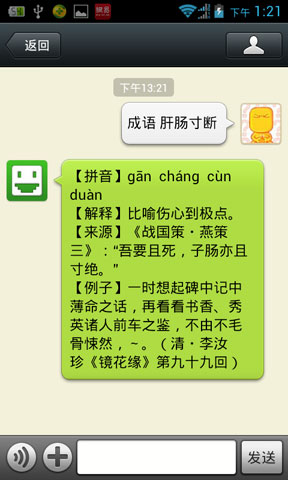 下午 1:21
返回
下午13:21
成语 肝肠寸断
【拼音】gān cháng cùn
duàn
【解释】比喻伤心到极点。
【来源】《战国策·燕策
三》：“吾要且死，子肠亦且
寸绝。”
【例子】一时想起碑中记中
薄命之话，再看看书香、秀
英诸人前车之鉴，不由不毛
骨悚然，~。（清·李汝
珍《镜花缘》第九十九回）
发送